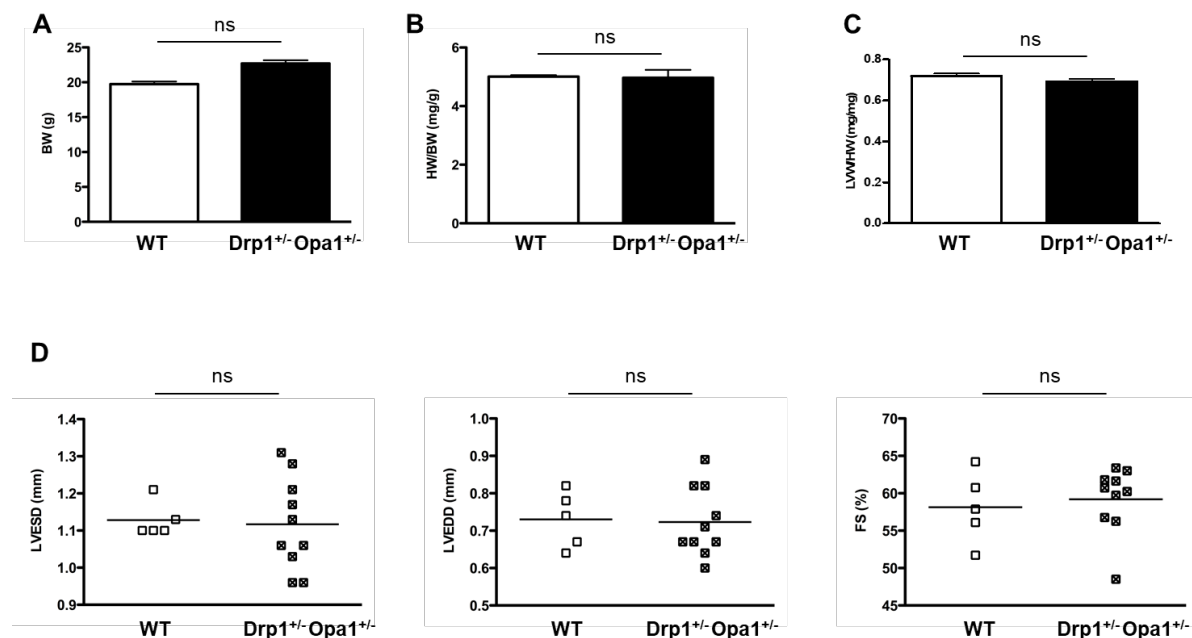 A
ns
25
20
15
10
5
0
BW (g)
WT
Drp1+/- Opa1+/-
B
ns
6
4
2
0
HW/BW (mg/g)
WT
Drp1+/- Opa1+/-
C
ns
0.8
0.6
0.4
0.2
0.0
LVW/HW (mg/mg)
WT
Drp1+/- Opa1+/-
D
ns
1.4
1.3
1.2
1.1
1.0
0.9
LVESD (mm)
WT
Drp1+/- Opa1+/-
ns
1.0
0.9
0.8
0.7
0.6
0.5
LVEDD (mm)
WT
Drp1+/- Opa1+/-
ns
70
65
60
55
50
45
FS (%)
WT
Drp1+/- Opa1+/-